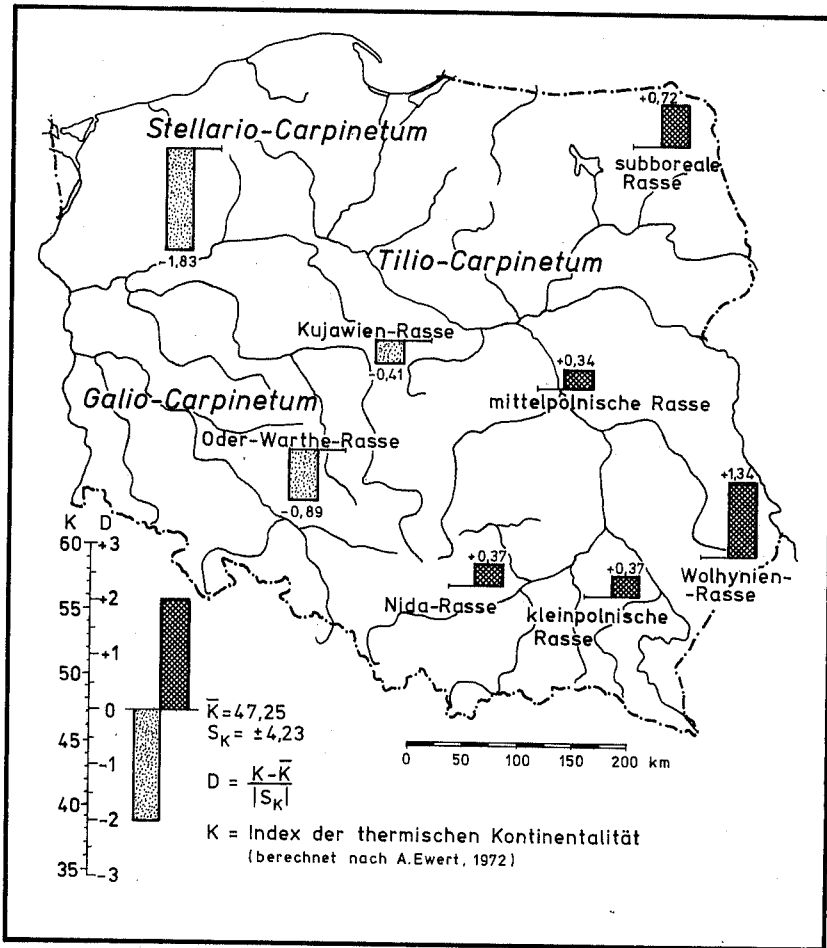 +0,72
Stellario-Carpinetum
subboreale
Rasse
-1,83
Tilio-Carpinetum
Kujawien-Rasse
-0,41
+0,34
mittelpolnische Rasse
Galio-Carpinetum
Oder-Warthe-Rasse
-0,89
+1,34
Wolhynien-
-Rasse
+0,37
Nida-Rasse
+0,37
kleinpolnische
Rasse
K D
60 +3
55 +2
+1
50
0
45
-1
40 -2
35 -3
K̅ = 47,25
S_K = ±4,23
D = K-K̅
|S_K|
0 50 100 150 200 km
K = Index der thermischen Kontinentalität
(berechnet nach A.Ewert, 1972)